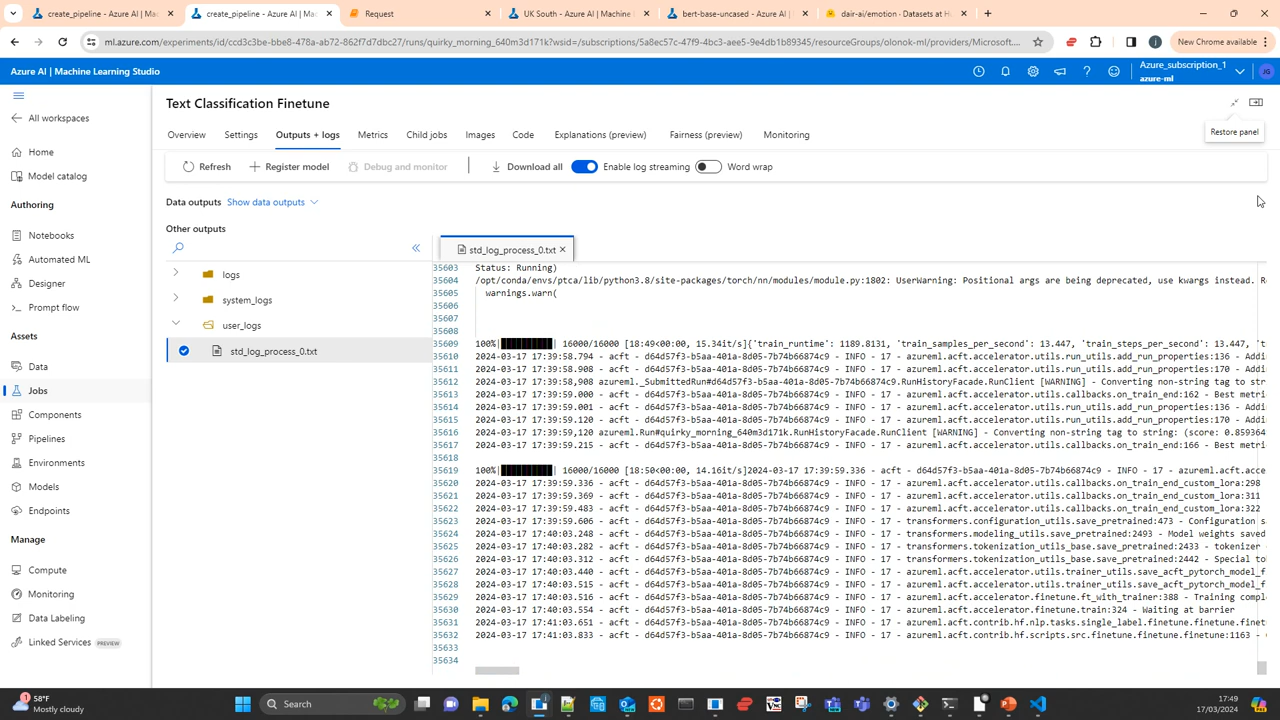 create_pipeline - Azure AI | Mac
create_pipeline - Azure AI | Mac
Request
UK South - Azure AI | Machine L
bert-base-uncased - Azure AI |
dair-ai/emotion · Datasets at H
ml.azure.com/experiments/id/ccd3c3be-bbe8-478a-ab72-862f7d7dbc27/runs/quirky_morning_640m3d171k?wsid=/subscriptions/5a8ec57c-47f9-4bc3-aee5-9e4db1b89345/resourceGroups/olonok-ml/providers/Microsoft....
New Chrome available
Azure AI | Machine Learning Studio
Azure_subscription_1
azure-ml
JG
All workspaces
Home
Model catalog
Authoring
Notebooks
Automated ML
Designer
Prompt flow
Assets
Data
Jobs
Components
Pipelines
Environments
Models
Endpoints
Manage
Compute
Monitoring
Data Labeling
Linked Services PREVIEW
Text Classification Finetune
Restore panel
Overview Settings Outputs + logs Metrics Child jobs Images Code Explanations (preview) Fairness (preview) Monitoring
Refresh Register model Debug and monitor Download all Enable log streaming Word wrap
Data outputs Show data outputs
Other outputs
logs
system_logs
user_logs
std_log_process_0.txt
std_log_process_0.txt
35603 Status: Running)
35604 /opt/conda/envs/ptca/lib/python3.8/site-packages/torch/nn/modules/module.py:1802: UserWarning: Positional args are being deprecated, use kwargs instead. R
35605 warnings.warn(
35606
35607
35608
35609 100%| 16000/16000 [18:49<00:00, 15.34it/s]{'train_runtime': 1189.8131, 'train_samples_per_second': 13.447, 'train_steps_per_second': 13.447, 't
35610 2024-03-17 17:39:58.794 - acft - d64d57f3-b5aa-401a-8d05-7b74b66874c9 - INFO - 17 - azureml.acft.accelerator.utils.run_utils.add_run_properties:136 - Addi
35611 2024-03-17 17:39:58.908 - acft - d64d57f3-b5aa-401a-8d05-7b74b66874c9 - INFO - 17 - azureml.acft.accelerator.utils.run_utils.add_run_properties:170 - Addi
35612 2024-03-17 17:39:58,908 azureml._SubmittedRun#d64d57f3-b5aa-401a-8d05-7b74b66874c9.RunHistoryFacade.RunClient [WARNING] - Converting non-string tag to str
35613 2024-03-17 17:39:59.000 - acft - d64d57f3-b5aa-401a-8d05-7b74b66874c9 - INFO - 17 - azureml.acft.accelerator.utils.callbacks.on_train_end:162 - Best metri
35614 2024-03-17 17:39:59.001 - acft - d64d57f3-b5aa-401a-8d05-7b74b66874c9 - INFO - 17 - azureml.acft.accelerator.utils.run_utils.add_run_properties:136 - Addi
35615 2024-03-17 17:39:59.120 - acft - d64d57f3-b5aa-401a-8d05-7b74b66874c9 - INFO - 17 - azureml.acft.accelerator.utils.run_utils.add_run_properties:170 - Addi
35616 2024-03-17 17:39:59,120 azureml.Run#quirky_morning_640m3d171k.RunHistoryFacade.RunClient [WARNING] - Converting non-string tag to string: (score: 0.859364
35617 2024-03-17 17:39:59.215 - acft - d64d57f3-b5aa-401a-8d05-7b74b66874c9 - INFO - 17 - azureml.acft.accelerator.utils.callbacks.on_train_end:166 - Best metri
35618
35619 100%| 16000/16000 [18:50<00:00, 14.16it/s]2024-03-17 17:39:59.336 - acft - d64d57f3-b5aa-401a-8d05-7b74b66874c9 - INFO - 17 - azureml.acft.acce
35620 2024-03-17 17:39:59.336 - acft - d64d57f3-b5aa-401a-8d05-7b74b66874c9 - INFO - 17 - azureml.acft.accelerator.utils.callbacks.on_train_end_custom_lora:298
35621 2024-03-17 17:39:59.369 - acft - d64d57f3-b5aa-401a-8d05-7b74b66874c9 - INFO - 17 - azureml.acft.accelerator.utils.callbacks.on_train_end_custom_lora:311
35622 2024-03-17 17:39:59.483 - acft - d64d57f3-b5aa-401a-8d05-7b74b66874c9 - INFO - 17 - azureml.acft.accelerator.utils.callbacks.on_train_end_custom_lora:322
35623 2024-03-17 17:39:59.606 - acft - d64d57f3-b5aa-401a-8d05-7b74b66874c9 - INFO - 17 - transformers.configuration_utils.save_pretrained:473 - Configuration sa
35624 2024-03-17 17:40:03.248 - acft - d64d57f3-b5aa-401a-8d05-7b74b66874c9 - INFO - 17 - transformers.modeling_utils.save_pretrained:2493 - Model weights saved
35625 2024-03-17 17:40:03.282 - acft - d64d57f3-b5aa-401a-8d05-7b74b66874c9 - INFO - 17 - transformers.tokenization_utils_base.save_pretrained:2433 - tokenizer
35626 2024-03-17 17:40:03.312 - acft - d64d57f3-b5aa-401a-8d05-7b74b66874c9 - INFO - 17 - transformers.tokenization_utils_base.save_pretrained:2442 - Special to
35627 2024-03-17 17:40:03.440 - acft - d64d57f3-b5aa-401a-8d05-7b74b66874c9 - INFO - 17 - azureml.acft.accelerator.utils.trainer_utils.save_acft_pytorch_model_f
35628 2024-03-17 17:40:03.515 - acft - d64d57f3-b5aa-401a-8d05-7b74b66874c9 - INFO - 17 - azureml.acft.accelerator.utils.trainer_utils.save_acft_pytorch_model_f
35629 2024-03-17 17:40:03.516 - acft - d64d57f3-b5aa-401a-8d05-7b74b66874c9 - INFO - 17 - azureml.acft.accelerator.finetune.ft_with_trainer:388 - Training compl
35630 2024-03-17 17:40:03.554 - acft - d64d57f3-b5aa-401a-8d05-7b74b66874c9 - INFO - 17 - azureml.acft.accelerator.finetune.train:324 - Waiting at barrier
35631 2024-03-17 17:41:03.651 - acft - d64d57f3-b5aa-401a-8d05-7b74b66874c9 - INFO - 17 - azureml.acft.contrib.hf.nlp.tasks.single_label.finetune.finetune.finetu
35632 2024-03-17 17:41:03.833 - acft - d64d57f3-b5aa-401a-8d05-7b74b66874c9 - INFO - 17 - azureml.acft.contrib.hf.scripts.src.finetune.finetune.finetune:1163 -
35633
35634
58°F
Mostly cloudy
Search
17:49
17/03/2024